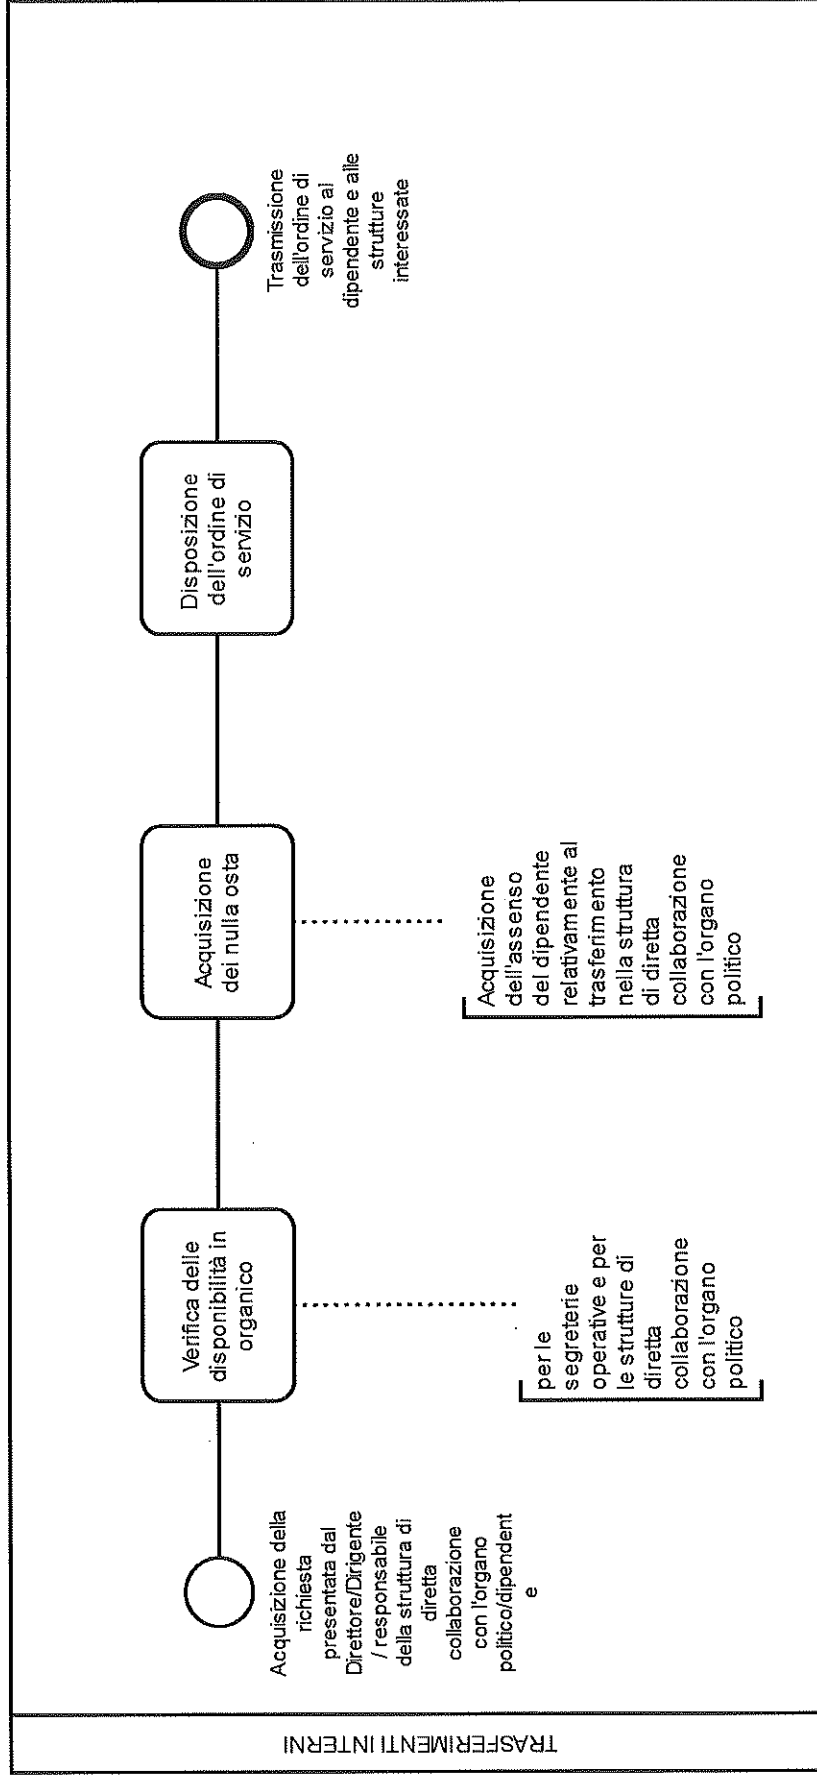 TRASFERIMENTI INTERNI
Acquisizione della
richiesta
presentata dal
Direttore/Dirigente
/ responsabile
della struttura di
diretta
collaborazione
con l'organo
politico/dipendent
e
Verifica delle
disponibilità in
organico
per le
segreterie
operative e per
le strutture di
diretta
collaborazione
con l'organo
politico
Acquisizione
dei nulla osta
Acquisizione
dell'assenso
del dipendente
relativamente al
trasferimento
nella struttura
di diretta
collaborazione
con l'organo
politico
Disposizione
dell'ordine di
servizio
Trasmissione
dell'ordine di
servizio al
dipendente e alle
strutture
interessate